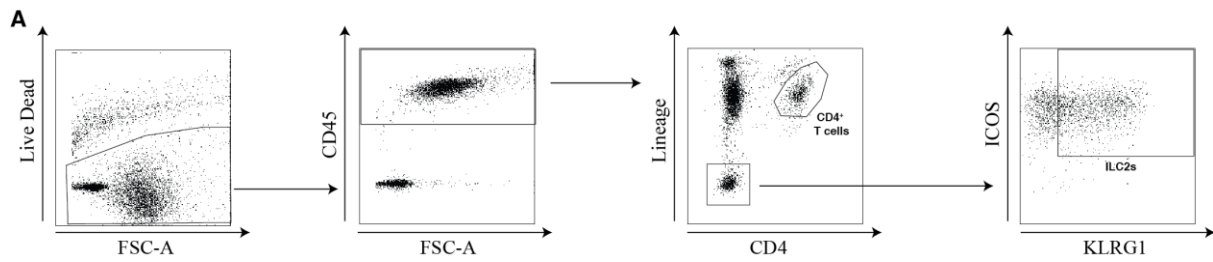 A
Live Dead
FSC-A
CD45
FSC-A
Lineage
CD4⁺
T cells
CD4
ICOS
ILC2s
KLRG1